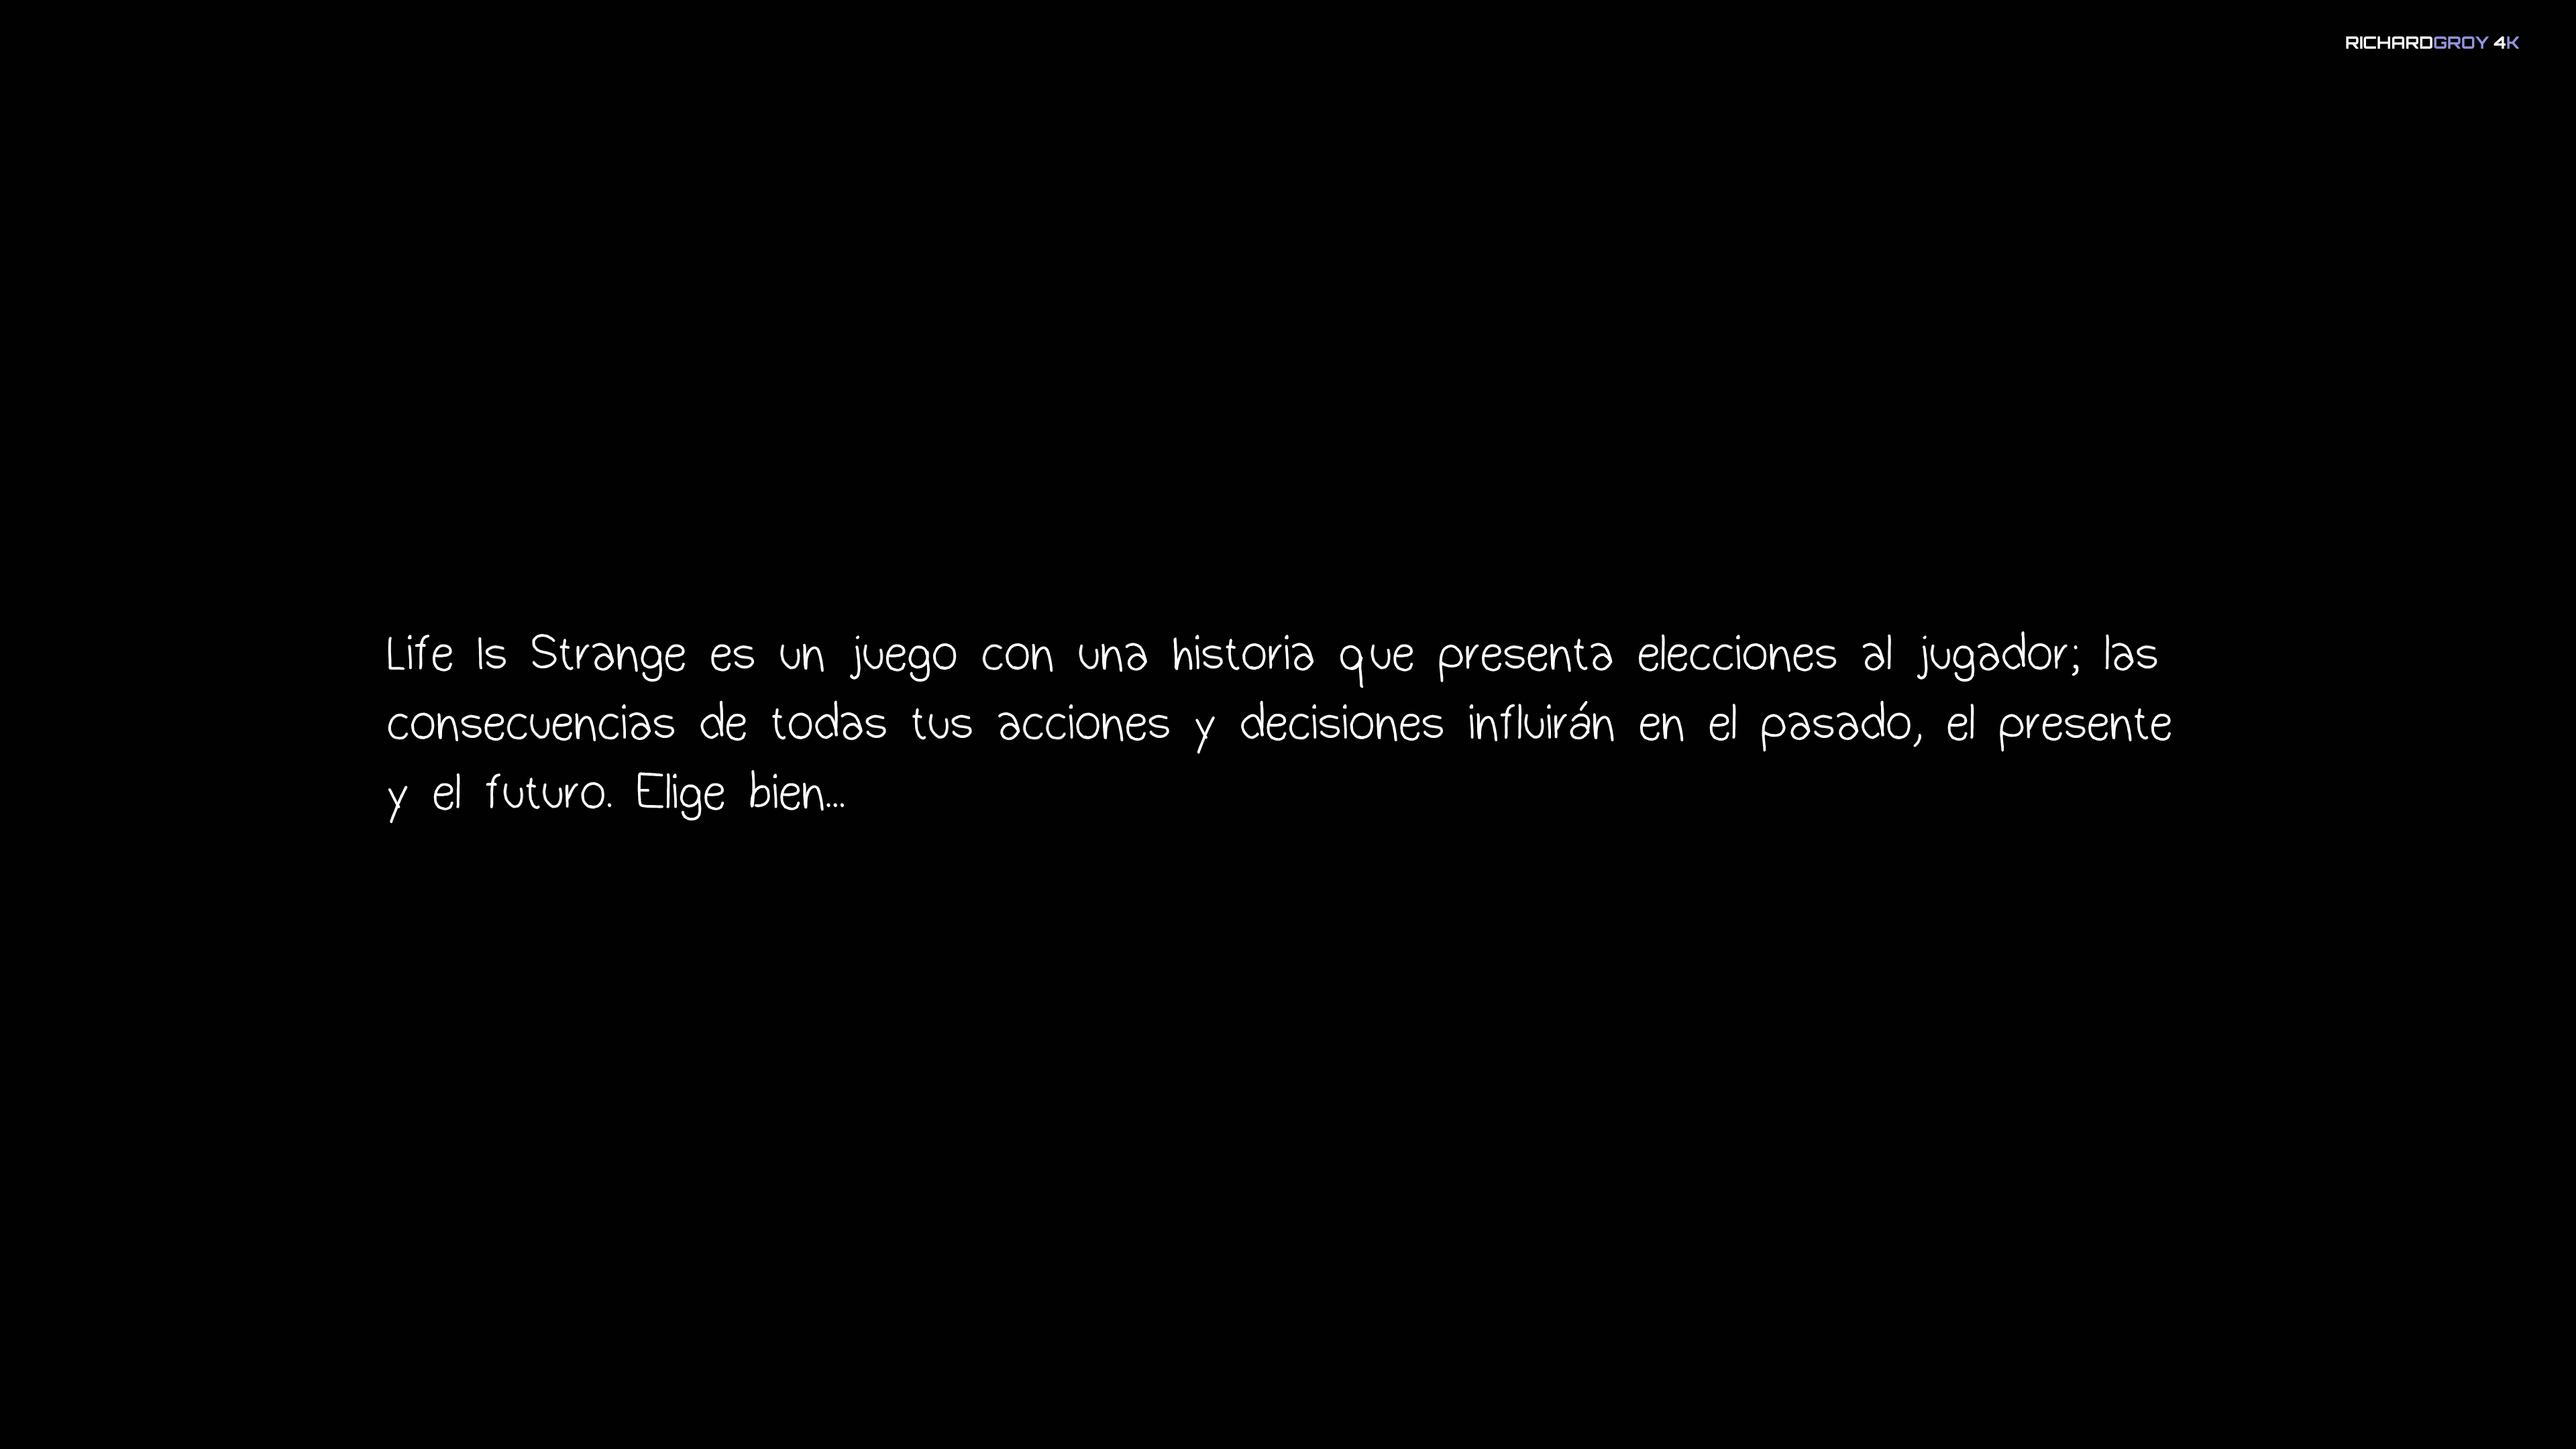 RICHARDGROY 4K
Life Is Strange es un juego con una historia que presenta elecciones al jugador; las
consecuencias de todas tus acciones y decisiones influirán en el pasado, el presente
y el futuro. Elige bien...